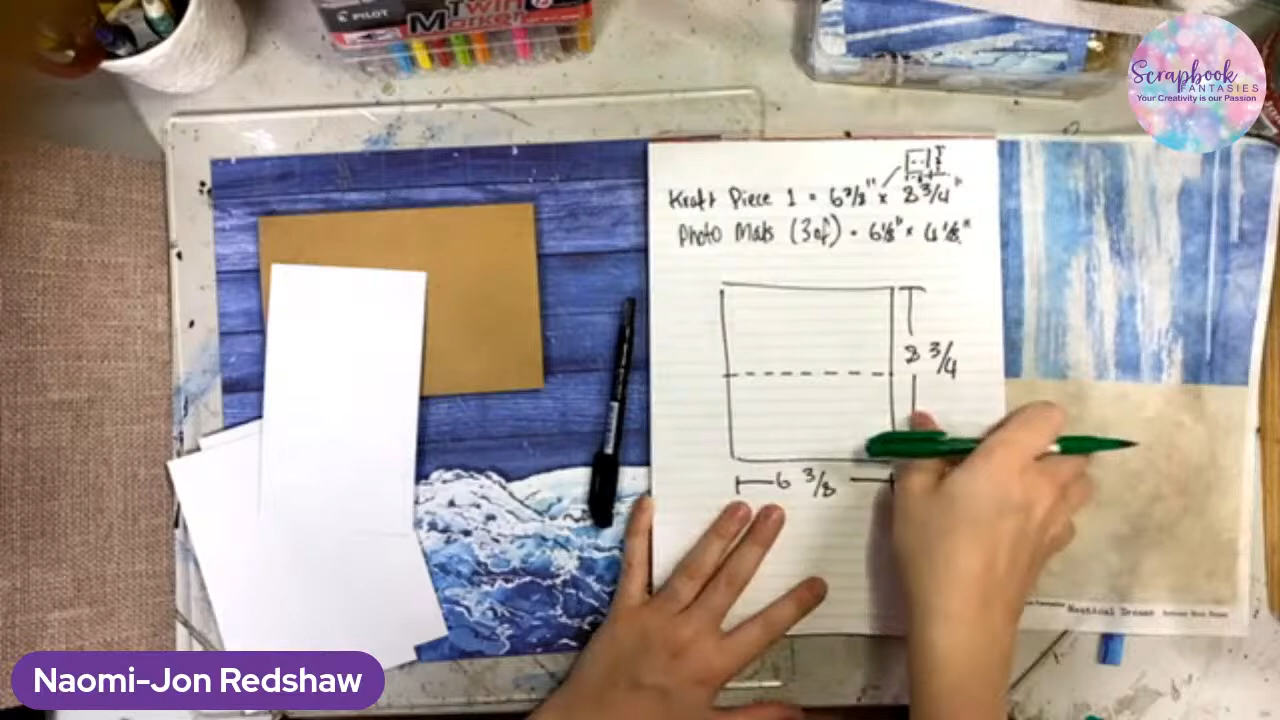 PILOT
Twin
Marker
Scrapbook
FANTASIES
Your Creativity is our Passion
Kraft Piece 1 = 6 3/8" x 8 3/4"
Photo Mats (3 of) = 6 1/8" x 4 1/8"
8 3/4
6 3/8
Nautical Dreams
Naomi-Jon Redshaw